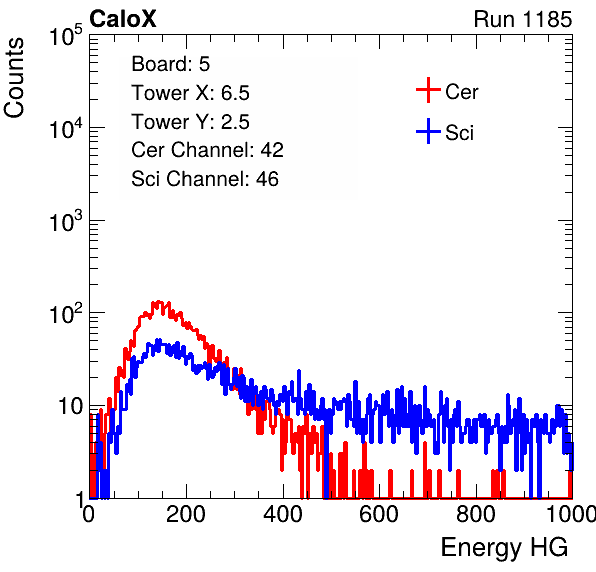 CaloX Run 1185
Counts
Board: 5
Tower X: 6.5
Tower Y: 2.5
Cer Channel: 42
Sci Channel: 46
Cer
Sci
10^5
10^4
10^3
10^2
10
1
0 200 400 600 800 1000
Energy HG